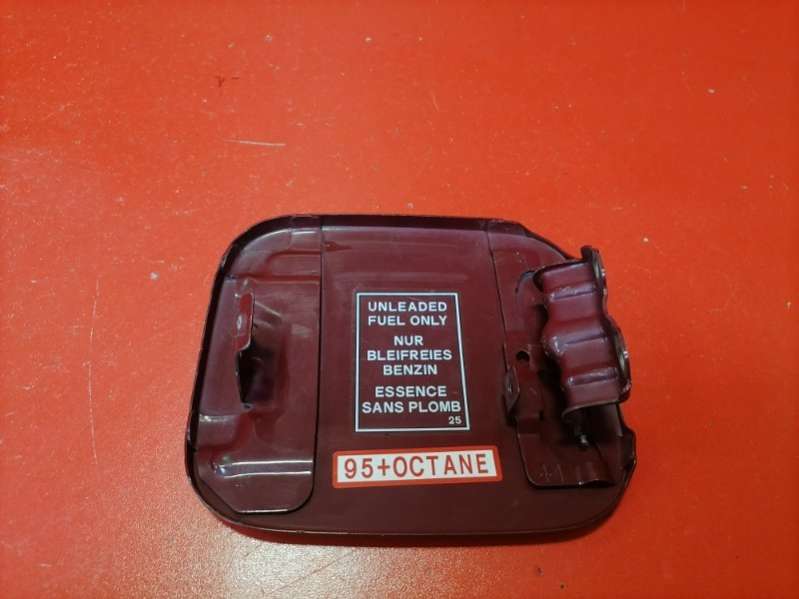 UNLEADED
FUEL ONLY
NUR
BLEIFREIES
BENZIN
ESSENCE
SANS PLOMB
25
95+OCTANE